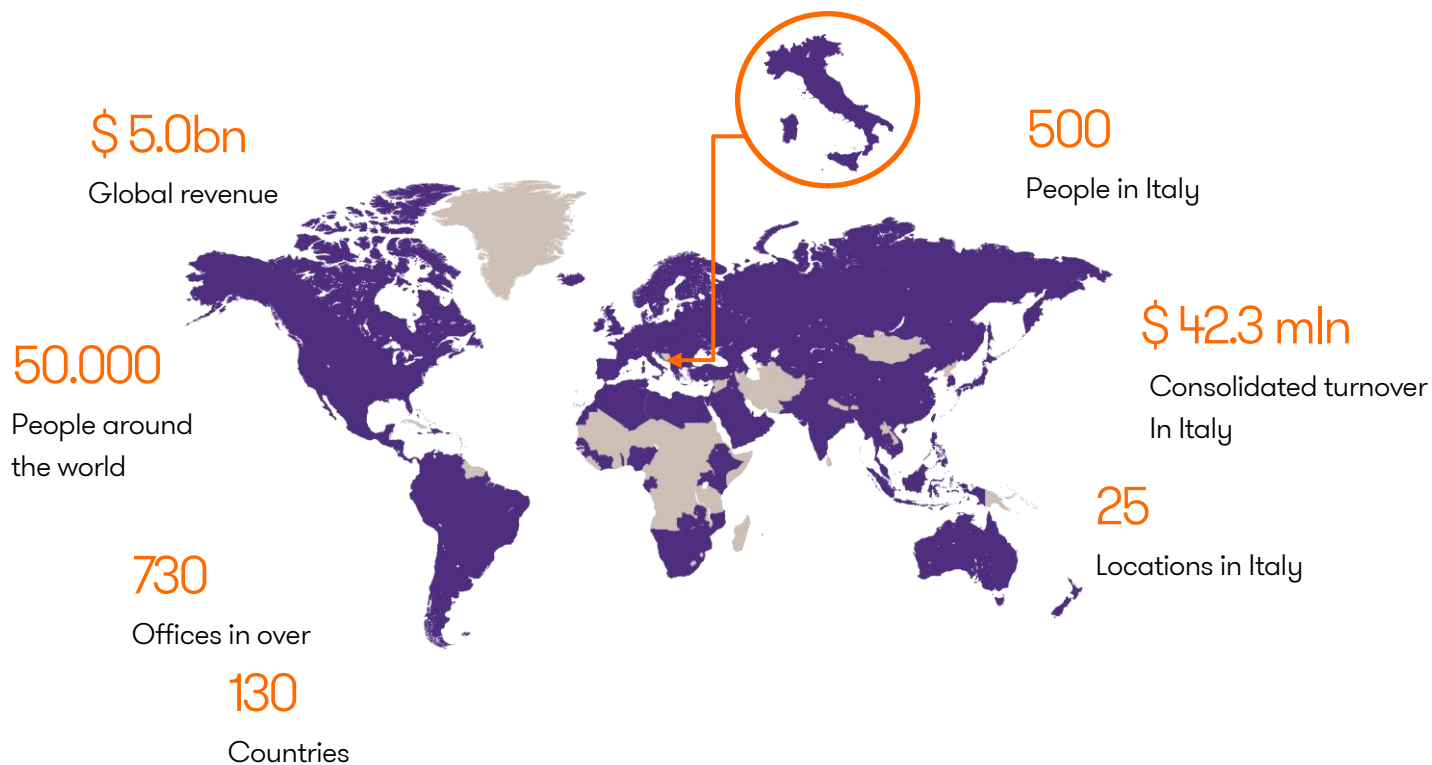 $ 5.0bn
Global revenue
50.000
People around
the world
730
Offices in over
130
Countries
500
People in Italy
$ 42.3 mln
Consolidated turnover
In Italy
25
Locations in Italy